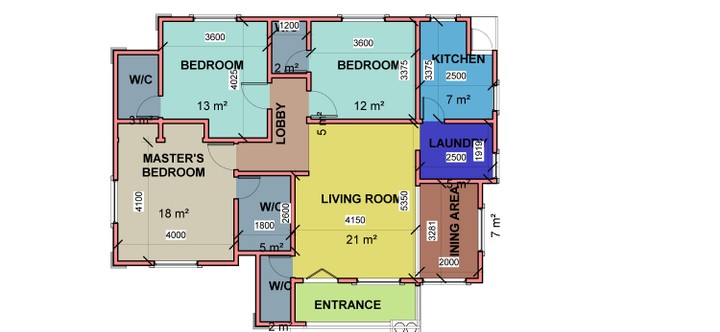 1200
3600
3600
BEDROOM
BEDROOM
KITCHEN
W/C
4025
3375
3375
2500
2 m²
13 m²
12 m²
7 m²
3 m²
LOBBY
5 m²
MASTER'S
BEDROOM
LAUNDRY
2500
1919
4100
18 m²
4000
W/C
2600
1800
5 m²
LIVING ROOM
4150
5350
21 m²
DINING AREA
3281
2000
7 m²
W/C
2 m²
ENTRANCE